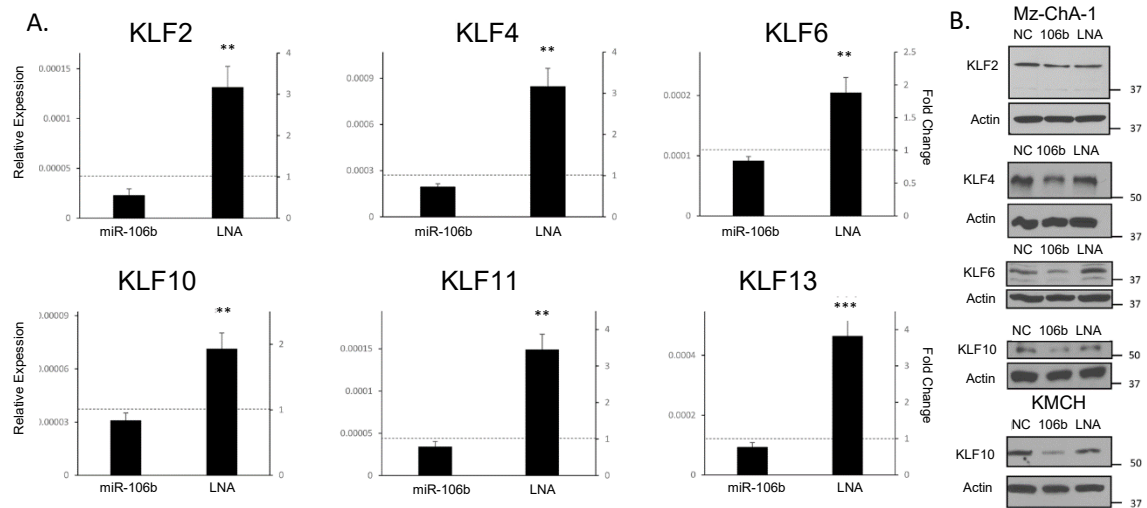 A.
KLF2
KLF4
KLF6
Relative Expession
0.00015
0.0001
0.00005
0
**
4
3
2
1
0
miR-106b LNA
0.0009
0.0006
0.0003
0
**
4
3
2
1
0
miR-106b LNA
0.0002
0.0001
0
**
2.5
2
1.5
1
0.5
0
Fold Change
miR-106b LNA
KLF10
KLF11
KLF13
Relative Expression
0.00009
0.00006
0.00003
0
**
2
1
0
miR-106b LNA
0.00015
0.00005
0
**
4
3
2
1
0
miR-106b LNA
0.0004
0.0002
0
***
4
3
2
1
0
Fold Change
miR-106b LNA
B.
Mz-ChA-1
NC 106b LNA
KLF2
37
Actin
37
NC 106b LNA
KLF4
50
Actin
37
NC 106b LNA
KLF6
37
Actin
NC 106b LNA
KLF10
50
Actin
37
KMCH
NC 106b LNA
KLF10
50
Actin
37